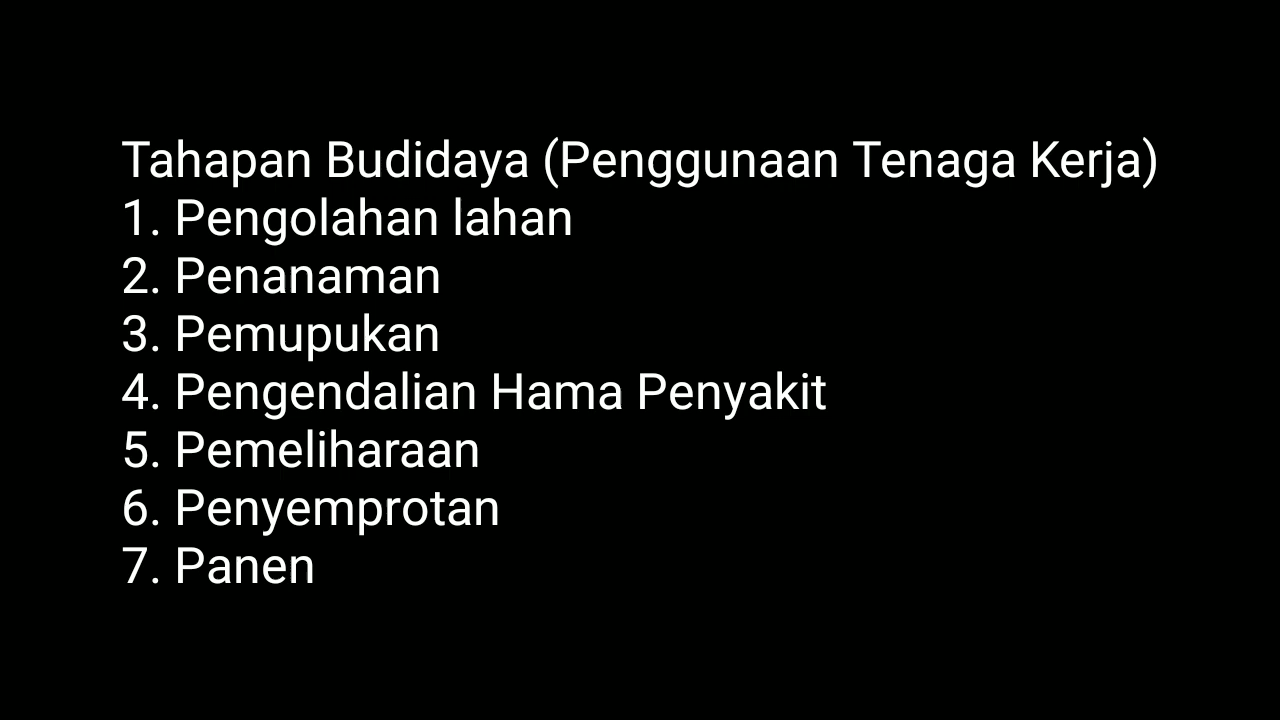 Tahapan Budidaya (Penggunaan Tenaga Kerja)
1. Pengolahan lahan
2. Penanaman
3. Pemupukan
4. Pengendalian Hama Penyakit
5. Pemeliharaan
6. Penyemprotan
7. Panen